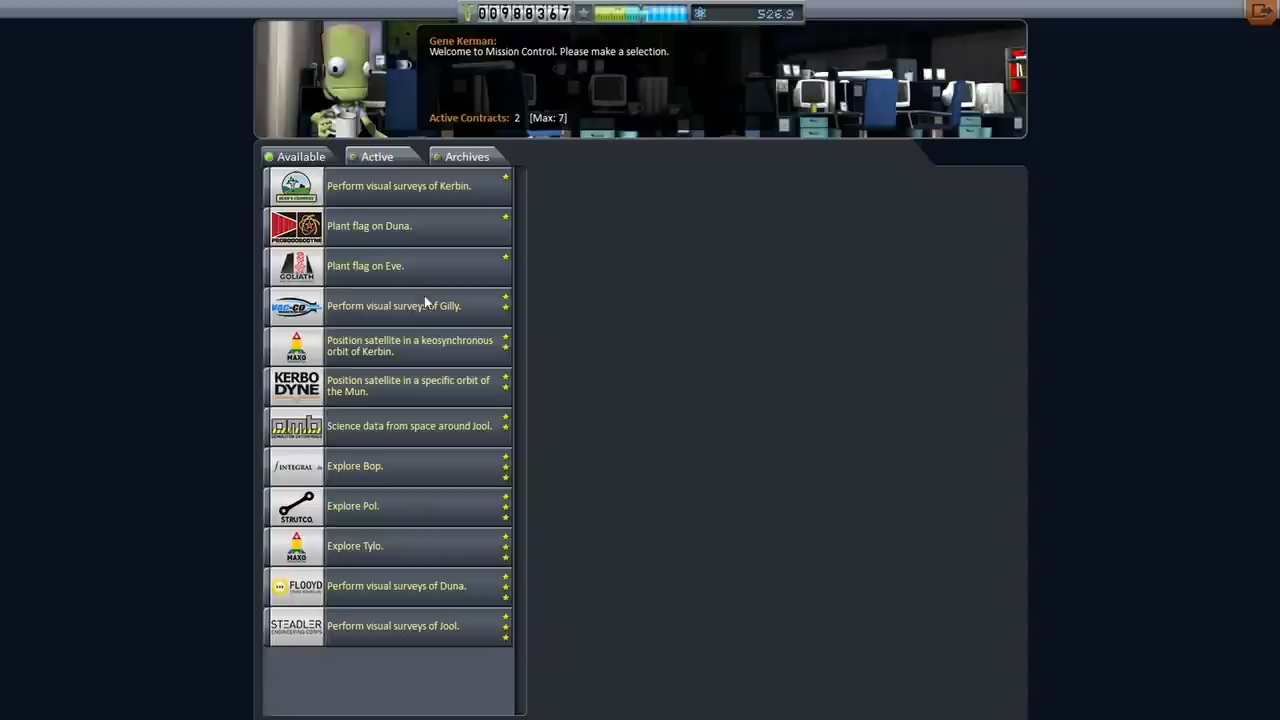 00988367
526.9
Gene Kerman:
Welcome to Mission Control. Please make a selection.
Active Contracts: 2 [Max: 7]
Available
Active
Archives
Perform visual surveys of Kerbin.
Plant flag on Duna.
GOLIATH
Plant flag on Eve.
VAC-CO
Perform visual surveys of Gilly.
MAXO
Position satellite in a keosynchronous
orbit of Kerbin.
KERBO
DYNE
Position satellite in a specific orbit of
the Mun.
Science data from space around Jool.
INTEGRAL
Explore Bop.
STRUTCO.
Explore Pol.
MAXO
Explore Tylo.
FLOOYD
Perform visual surveys of Duna.
STEADLER
ENGINEERING CORPS
Perform visual surveys of Jool.